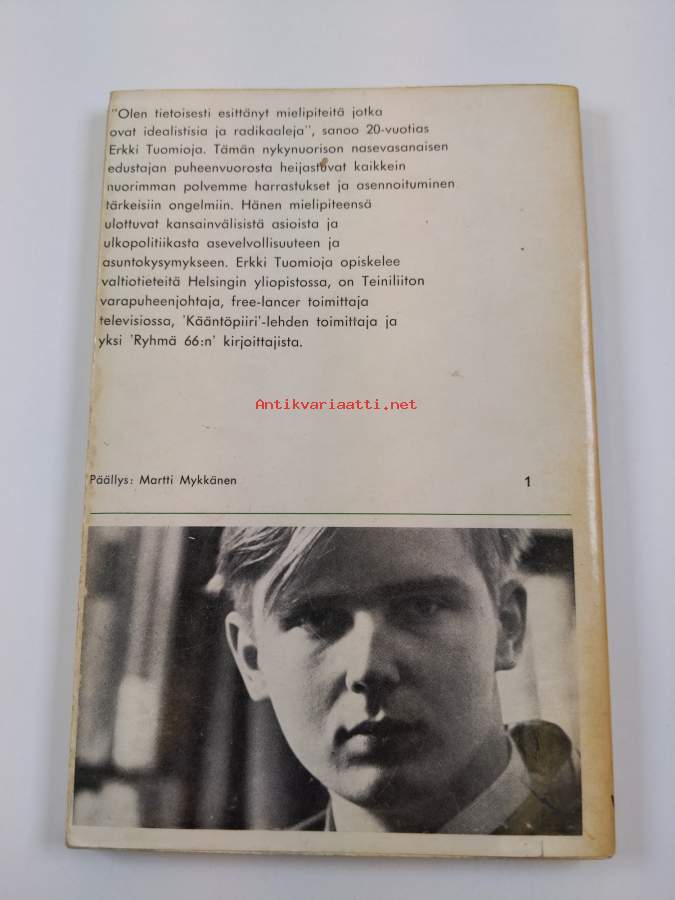 "Olen tietoisesti esittänyt mielipiteitä jotka
ovat idealistisia ja radikaaleja", sanoo 20-vuotias
Erkki Tuomioja. Tämän nykynuorison nasevasanaisen
edustajan puheenvuorosta heijastuvat kaikkein
nuorimman polvemme harrastukset ja asennoituminen
tärkeisiin ongelmiin. Hänen mielipiteensä
ulottuvat kansainvälisistä asioista ja
ulkopolitiikasta asevelvollisuuteen ja
asuntokysymykseen. Erkki Tuomioja opiskelee
valtiotieteitä Helsingin yliopistossa, on Teiniliiton
varapuheenjohtaja, free-lancer toimittaja
televisiossa, 'Kääntöpiiri'-lehden toimittaja ja
yksi 'Ryhmä 66:n' kirjoittajista.
Antikvariaatti.net
Päällys: Martti Mykkänen 1